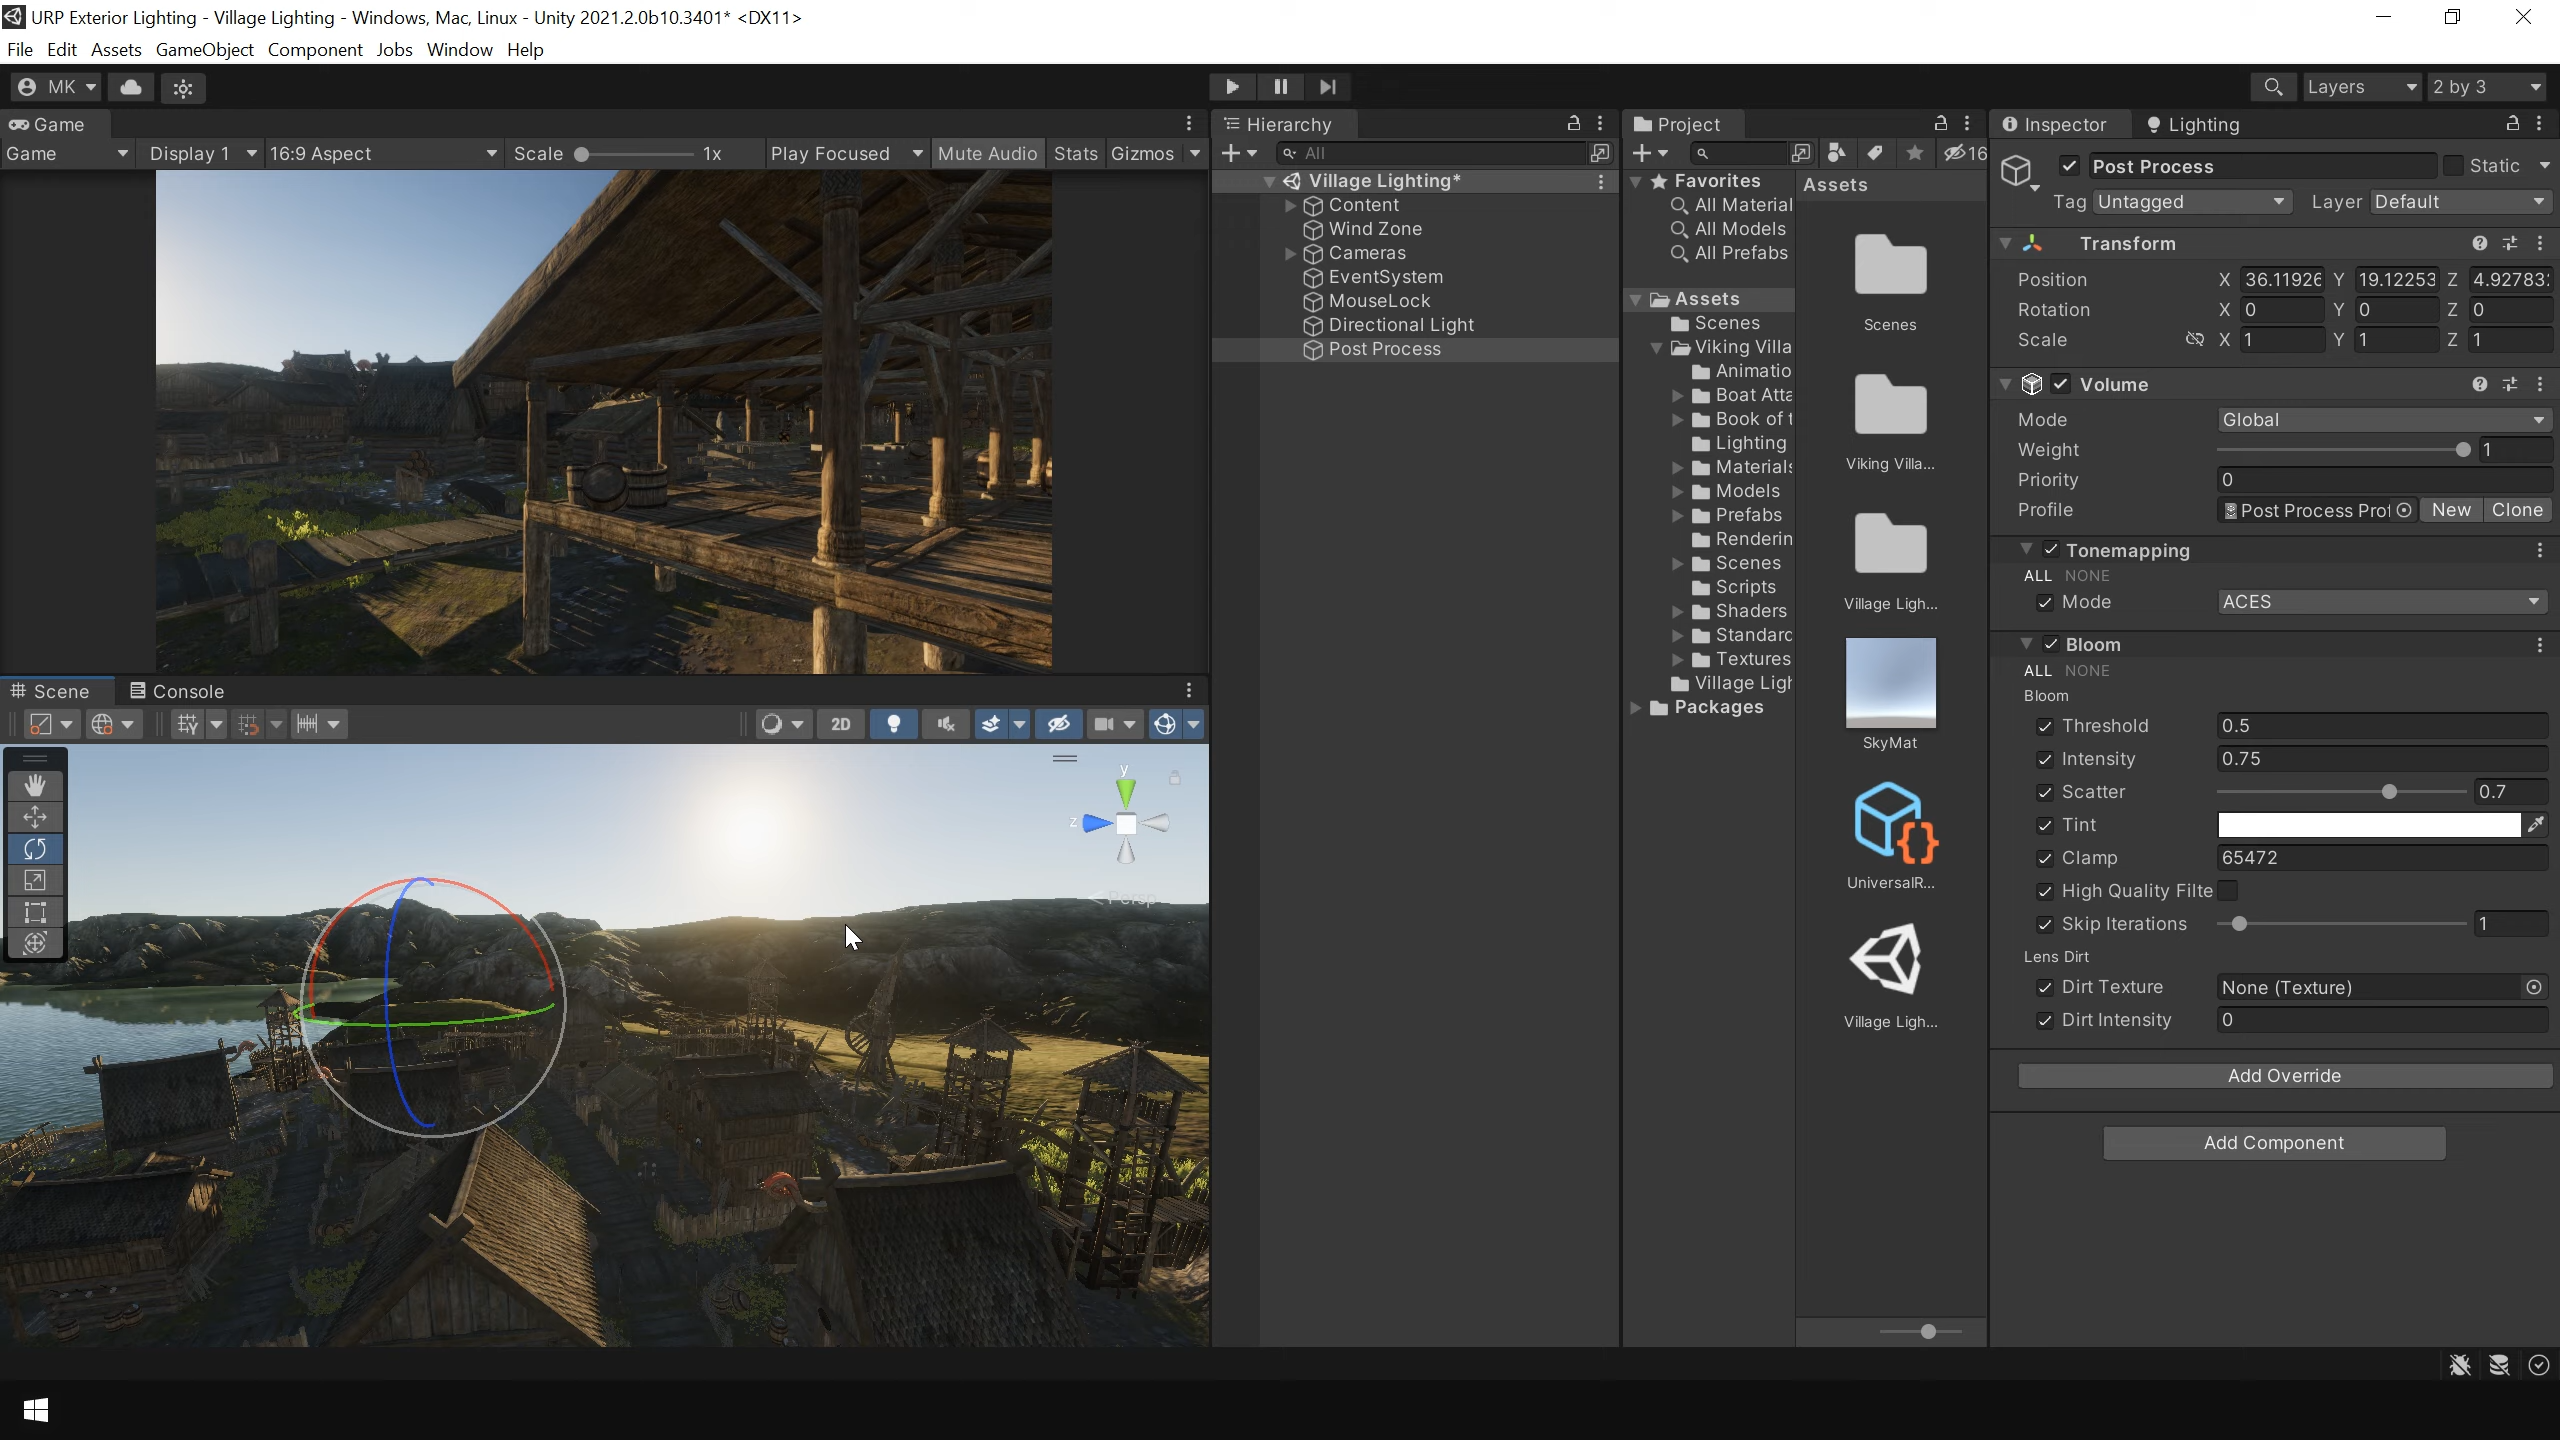 URP Exterior Lighting - Village Lighting - Windows, Mac, Linux - Unity 2021.2.0b10.3401* <DX11>
File Edit Assets GameObject Component Jobs Window Help
MK
Layers
2 by 3
Game
Game
Display 1
16:9 Aspect
Scale
1x
Play Focused
Mute Audio
Stats
Gizmos
Scene
Console
2D
y
z
Persp
Hierarchy
All
Village Lighting*
Content
Wind Zone
Cameras
EventSystem
MouseLock
Directional Light
Post Process
Project
16
Favorites
All Material
All Models
All Prefabs
Assets
Scenes
Viking Villa
Animatio
Boat Atta
Book of t
Lighting
Materials
Models
Prefabs
Renderin
Scenes
Scripts
Shaders
Standard
Textures
Village Ligh
Packages
Assets
Scenes
Viking Villa...
Village Ligh...
SkyMat
UniversalR...
Village Ligh...
Inspector
Lighting
Post Process
Static
Tag Untagged
Layer Default
Transform
Position X 36.11926 Y 19.12253 Z 4.927833
Rotation X 0 Y 0 Z 0
Scale X 1 Y 1 Z 1
Volume
Mode Global
Weight 1
Priority 0
Profile Post Process Prof New Clone
Tonemapping
ALL NONE
Mode ACES
Bloom
ALL NONE
Bloom
Threshold 0.5
Intensity 0.75
Scatter 0.7
Tint
Clamp 65472
High Quality Filte
Skip Iterations 1
Lens Dirt
Dirt Texture None (Texture)
Dirt Intensity 0
Add Override
Add Component